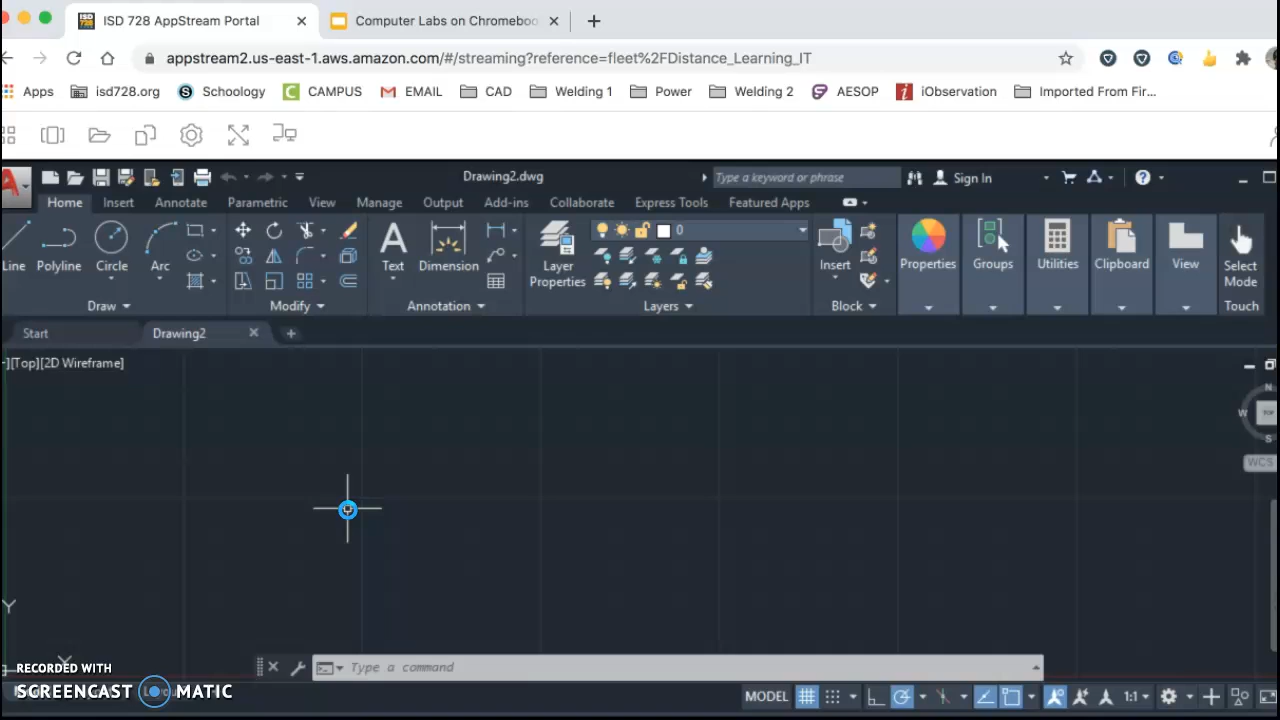 ISD 728 AppStream Portal
Computer Labs on Chromeboo
appstream2.us-east-1.aws.amazon.com/#/streaming?reference=fleet%2FDistance_Learning_IT
Apps isd728.org Schoology CAMPUS EMAIL CAD Welding 1 Power Welding 2 AESOP iObservation Imported From Fir...
Drawing2.dwg
Type a keyword or phrase
Sign In
Home Insert Annotate Parametric View Manage Output Add-ins Collaborate Express Tools Featured Apps
0
Line Polyline Circle Arc Text Dimension Layer Properties Insert Properties Groups Utilities Clipboard View Select Mode
Draw Modify Annotation Layers Block Touch
Start Drawing2
][Top][2D Wireframe]
N
W TOP
S
WCS
Y
X
Type a command
RECORDED WITH
SCREENCAST MATIC
MODEL 1:1